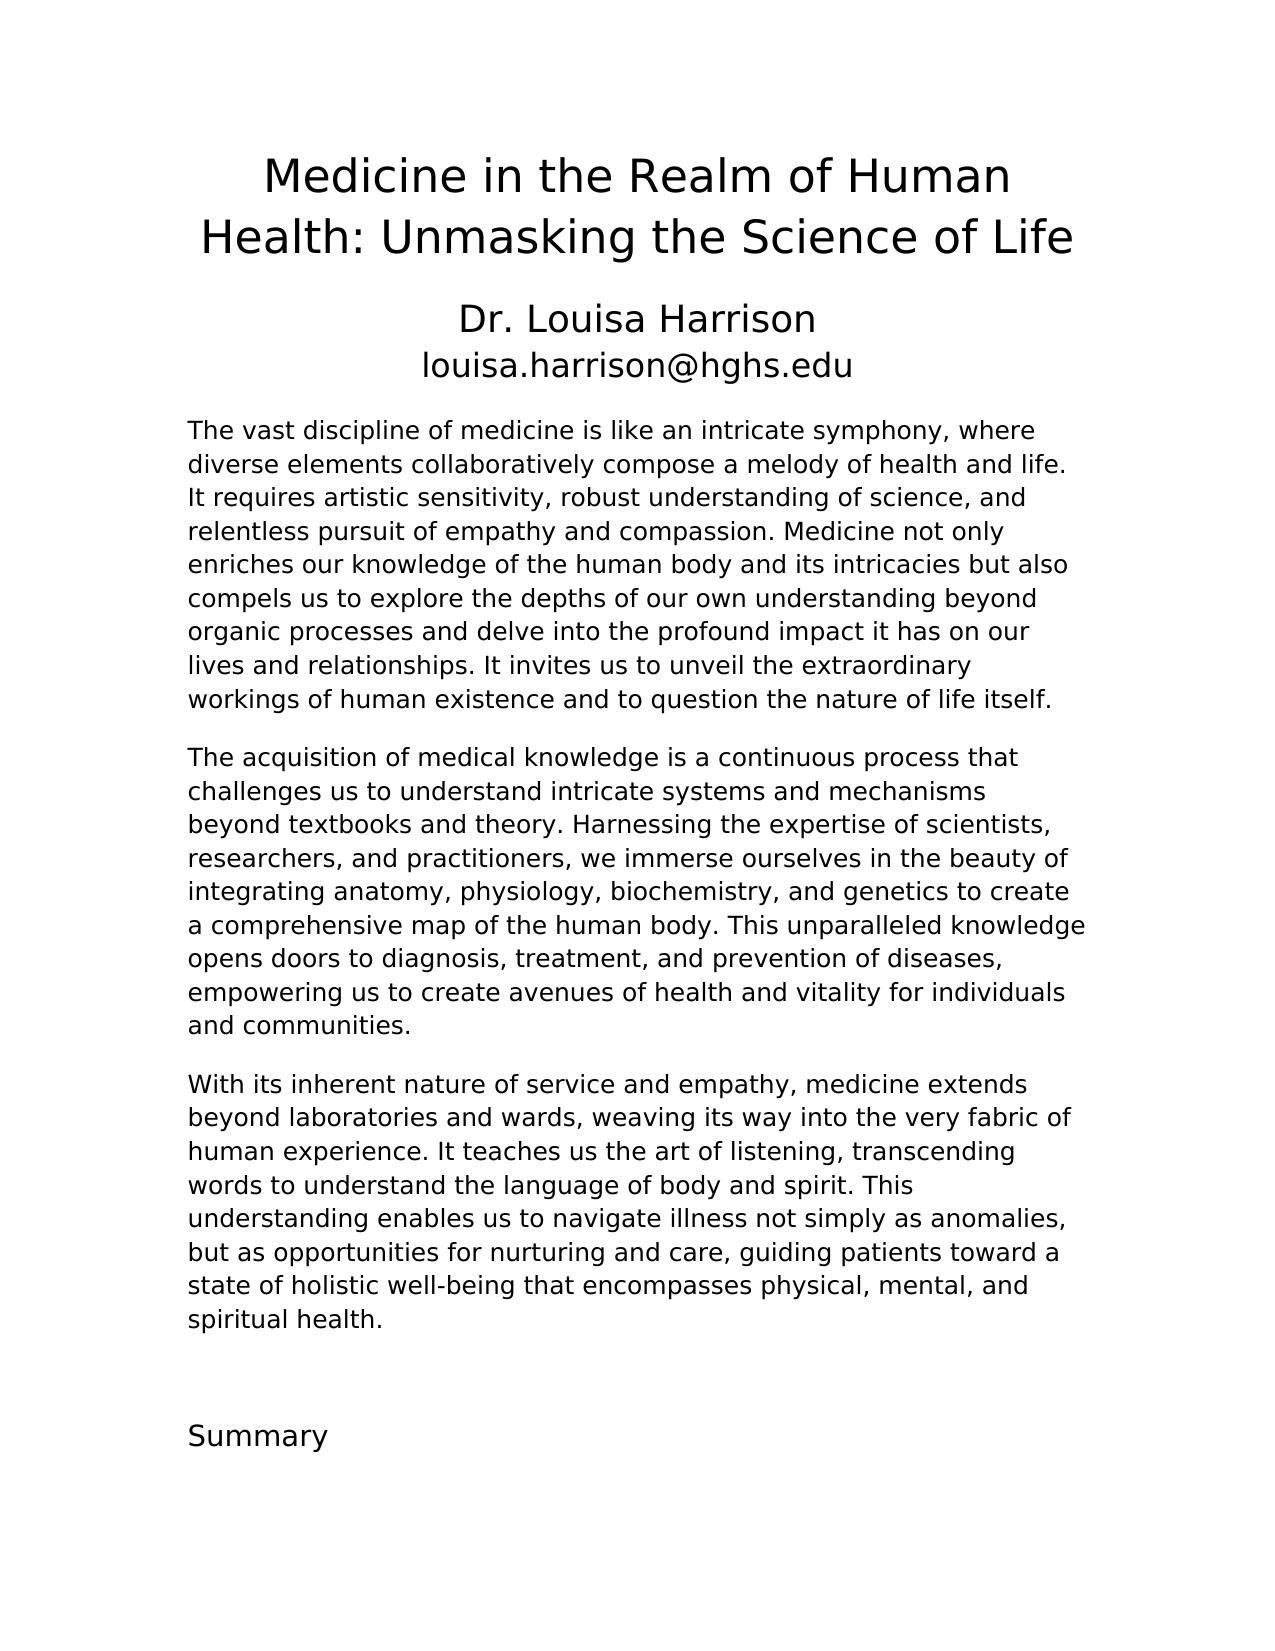 Medicine in the Realm of Human
Health: Unmasking the Science of Life
Dr. Louisa Harrison
louisa.harrison@hghs.edu
The vast discipline of medicine is like an intricate symphony, where
diverse elements collaboratively compose a melody of health and life.
It requires artistic sensitivity, robust understanding of science, and
relentless pursuit of empathy and compassion. Medicine not only
enriches our knowledge of the human body and its intricacies but also
compels us to explore the depths of our own understanding beyond
organic processes and delve into the profound impact it has on our
lives and relationships. It invites us to unveil the extraordinary
workings of human existence and to question the nature of life itself.
The acquisition of medical knowledge is a continuous process that
challenges us to understand intricate systems and mechanisms
beyond textbooks and theory. Harnessing the expertise of scientists,
researchers, and practitioners, we immerse ourselves in the beauty of
integrating anatomy, physiology, biochemistry, and genetics to create
a comprehensive map of the human body. This unparalleled knowledge
opens doors to diagnosis, treatment, and prevention of diseases,
empowering us to create avenues of health and vitality for individuals
and communities.
With its inherent nature of service and empathy, medicine extends
beyond laboratories and wards, weaving its way into the very fabric of
human experience. It teaches us the art of listening, transcending
words to understand the language of body and spirit. This
understanding enables us to navigate illness not simply as anomalies,
but as opportunities for nurturing and care, guiding patients toward a
state of holistic well-being that encompasses physical, mental, and
spiritual health.
Summary